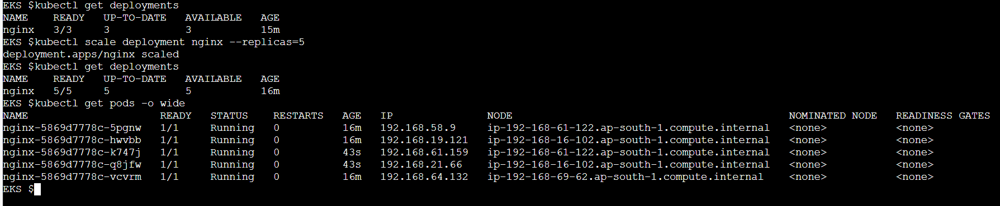 EKS $kubectl get deployments
NAME    READY   UP-TO-DATE   AVAILABLE   AGE
nginx   3/3     3            3           15m
EKS $kubectl scale deployment nginx --replicas=5
deployment.apps/nginx scaled
EKS $kubectl get deployments
NAME    READY   UP-TO-DATE   AVAILABLE   AGE
nginx   5/5     5            5           16m
EKS $kubectl get pods -o wide
NAME                     READY   STATUS    RESTARTS   AGE   IP               NODE                                            NOMINATED NODE   READINESS GATES
nginx-5869d7778c-5pgnw   1/1     Running   0          16m   192.168.58.9     ip-192-168-61-122.ap-south-1.compute.internal   <none>           <none>
nginx-5869d7778c-hwvbb   1/1     Running   0          16m   192.168.19.121   ip-192-168-16-102.ap-south-1.compute.internal   <none>           <none>
nginx-5869d7778c-k747j   1/1     Running   0          43s   192.168.61.159   ip-192-168-61-122.ap-south-1.compute.internal   <none>           <none>
nginx-5869d7778c-q8jfw   1/1     Running   0          43s   192.168.21.66    ip-192-168-16-102.ap-south-1.compute.internal   <none>           <none>
nginx-5869d7778c-vcvrm   1/1     Running   0          16m   192.168.64.132   ip-192-168-69-62.ap-south-1.compute.internal    <none>           <none>
EKS $